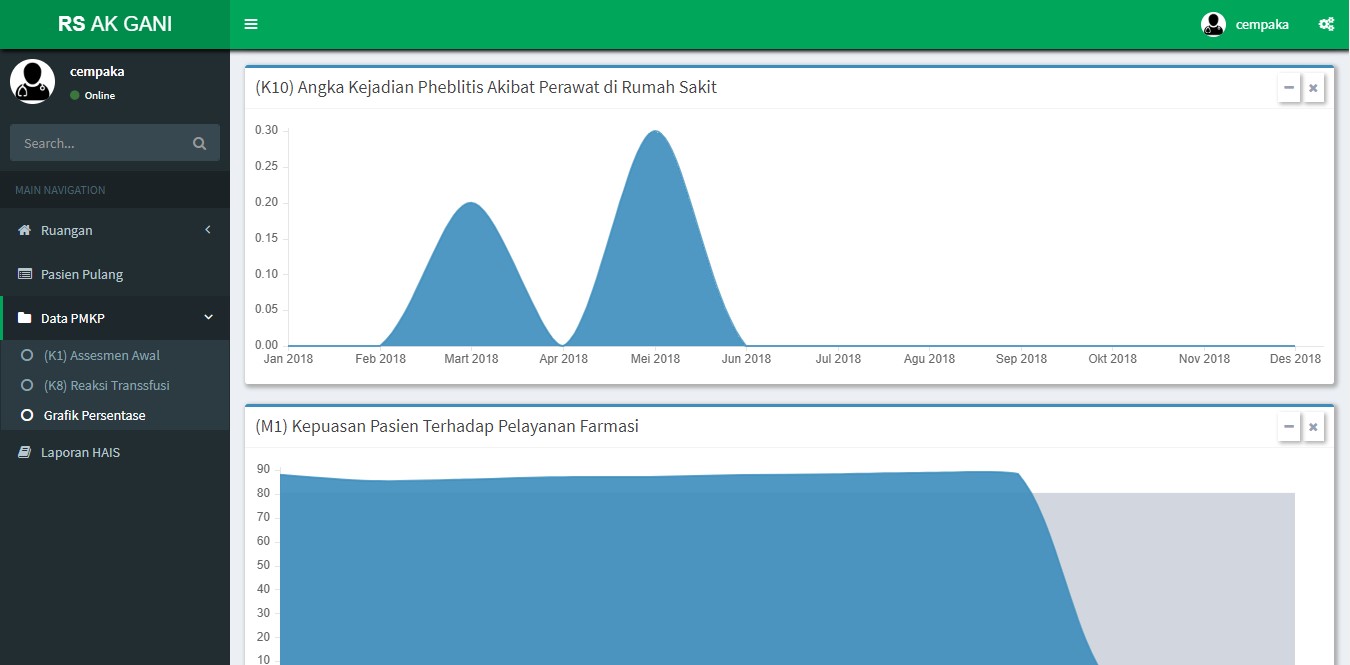 RS AK GANI
cempaka
cempaka
Online
Search...
MAIN NAVIGATION
Ruangan
Pasien Pulang
Data PMKP
(K1) Assesmen Awal
(K8) Reaksi Transsfusi
Grafik Persentase
Laporan HAIS
(K10) Angka Kejadian Pheblitis Akibat Perawat di Rumah Sakit
0.30
0.25
0.20
0.15
0.10
0.05
0.00
Jan 2018 Feb 2018 Mart 2018 Apr 2018 Mei 2018 Jun 2018 Jul 2018 Agu 2018 Sep 2018 Okt 2018 Nov 2018 Des 2018
(M1) Kepuasan Pasien Terhadap Pelayanan Farmasi
90
80
70
60
50
40
30
20
10